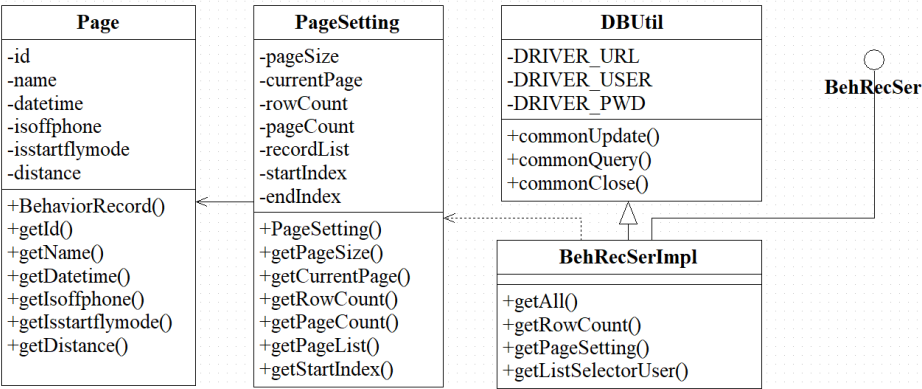 Page
-id
-name
-datetime
-isoffphone
-isstartflymode
-distance
+BehaviorRecord()
+getId()
+getName()
+getDatetime()
+getIsoffphone()
+getIsstartflymode()
+getDistance()
PageSetting
-pageSize
-currentPage
-rowCount
-pageCount
-recordList
-startIndex
-endIndex
+PageSetting()
+getPageSize()
+getCurrentPage()
+getRowCount()
+getPageCount()
+getPageList()
+getStartIndex()
DBUtil
-DRIVER_URL
-DRIVER_USER
-DRIVER_PWD
+commonUpdate()
+commonQuery()
+commonClose()
BehRecSer
BehRecSerImpl
+getAll()
+getRowCount()
+getPageSetting()
+getListSelectorUser()